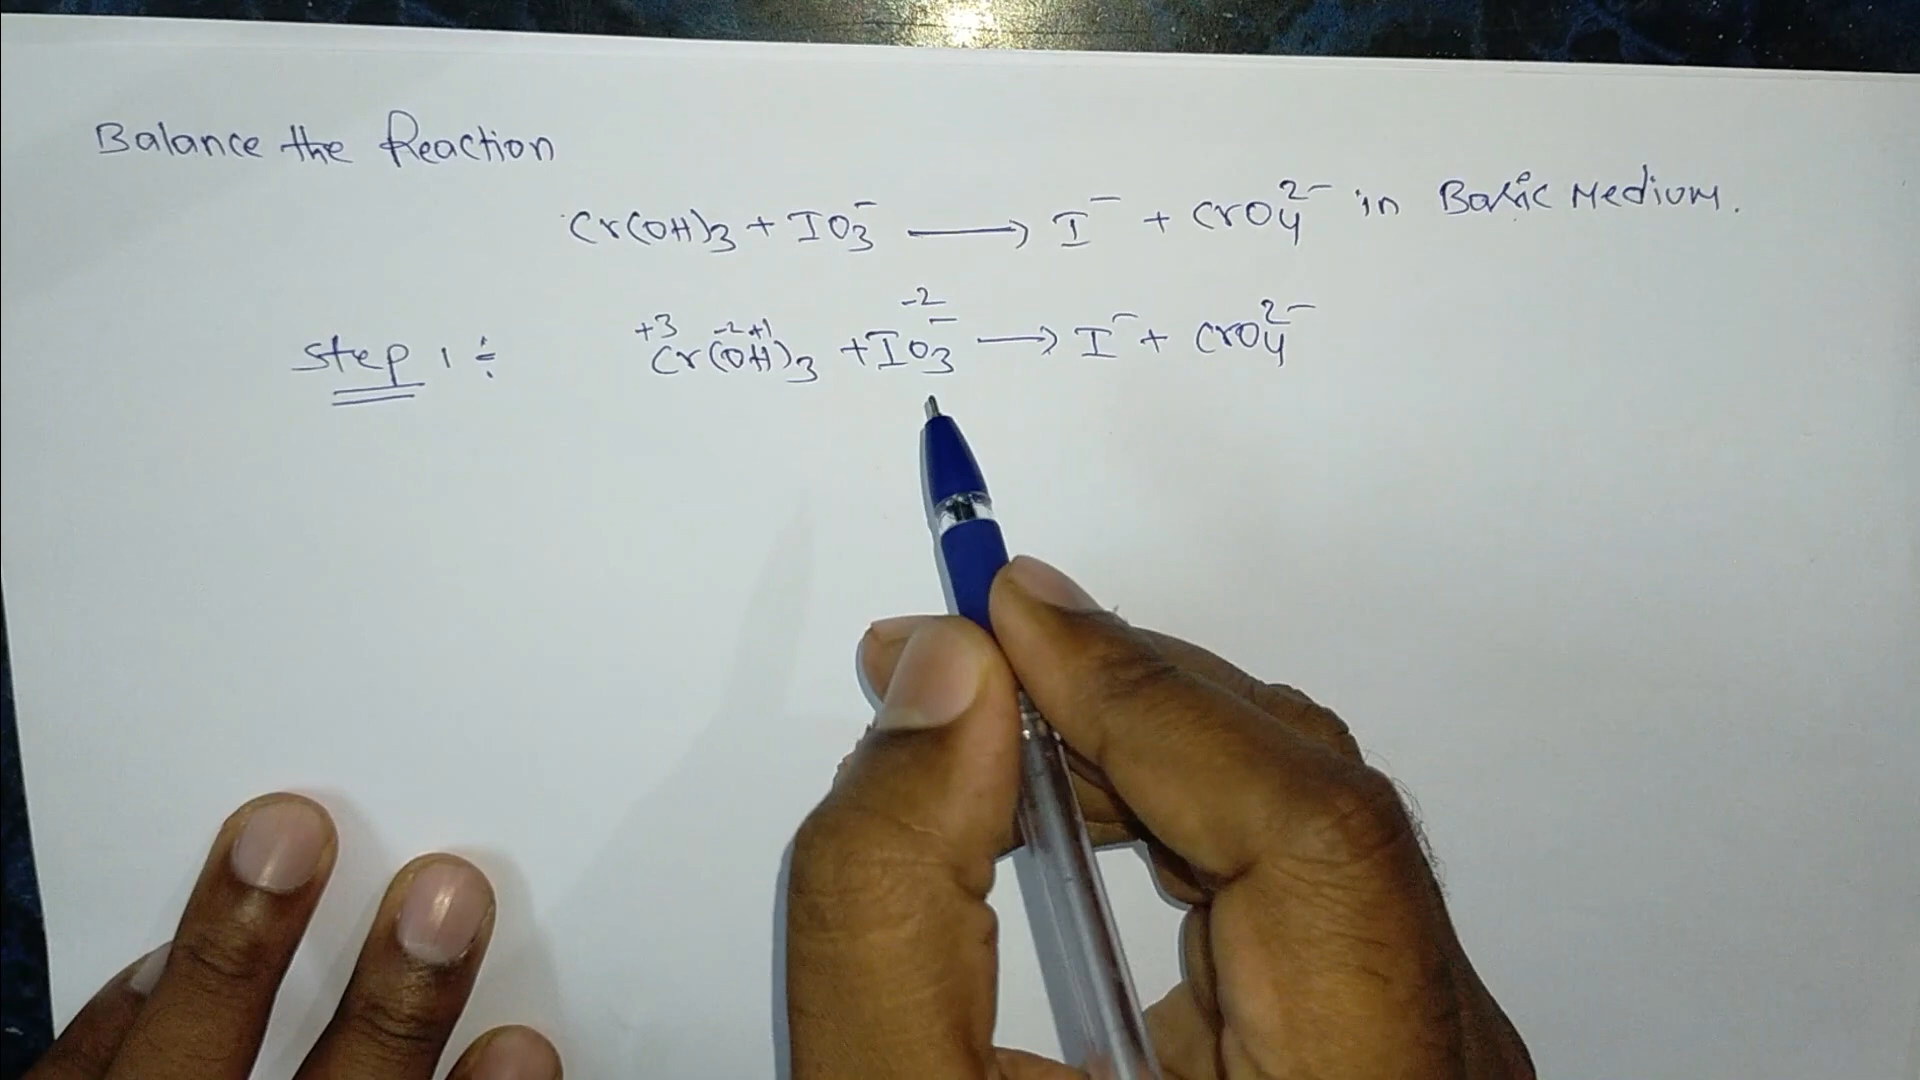 Balance the Reaction
Cr(OH)3 + IO3⁻ ⟶ I⁻ + CrO4²⁻ in Basic Medium.
-2
+3 -2 +1
Step 1 ÷ Cr(OH)3 + IO3⁻ ⟶ I⁻ + CrO4²⁻